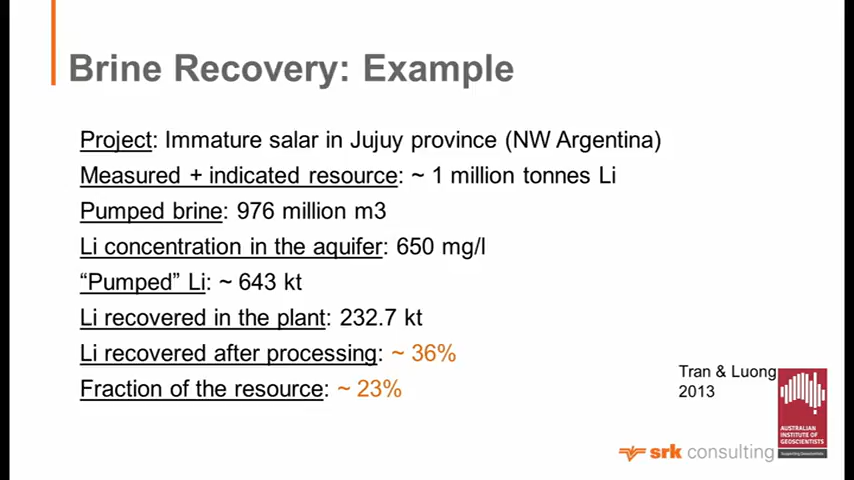 Brine Recovery: Example
Project: Immature salar in Jujuy province (NW Argentina)
Measured + indicated resource: ~ 1 million tonnes Li
Pumped brine: 976 million m3
Li concentration in the aquifer: 650 mg/l
“Pumped” Li: ~ 643 kt
Li recovered in the plant: 232.7 kt
Li recovered after processing: ~ 36%
Fraction of the resource: ~ 23%
Tran & Luong
2013
AUSTRALIAN
INSTITUTE OF
GEOSCIENTISTS
Supporting Geoscientists
srk consulting